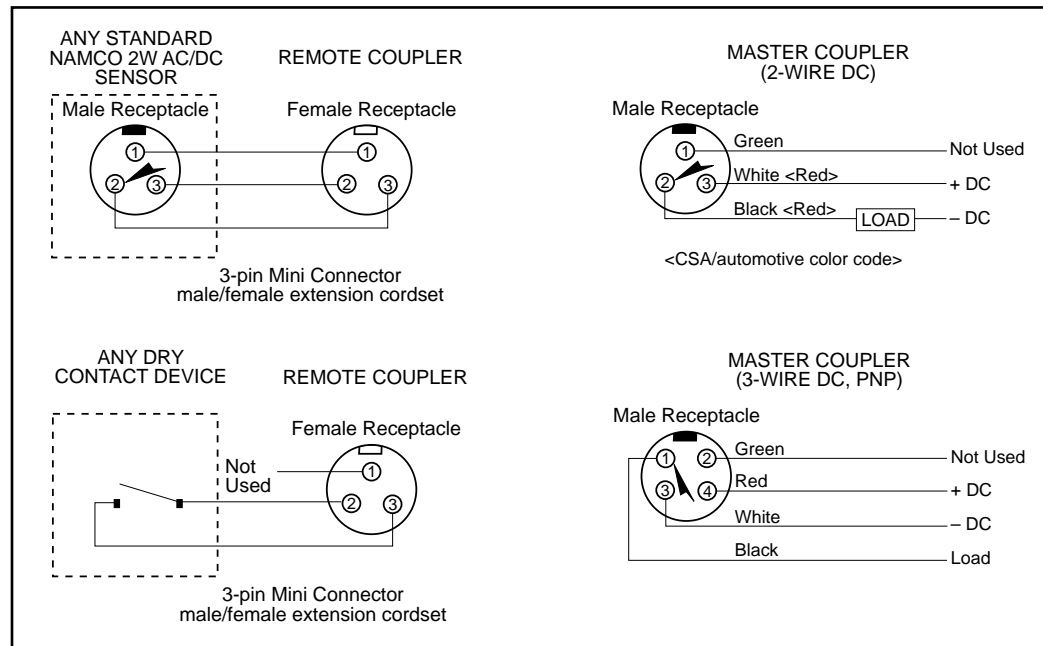 ANY STANDARD
NAMCO 2W AC/DC
SENSOR
REMOTE COUPLER
Male Receptacle
Female Receptacle
1
2
3
1
2
3
3-pin Mini Connector
male/female extension cordset
MASTER COUPLER
(2-WIRE DC)
Male Receptacle
1
2
3
Green
Not Used
White <Red>
+ DC
Black <Red>
LOAD
– DC
<CSA/automotive color code>
ANY DRY
CONTACT DEVICE
REMOTE COUPLER
Female Receptacle
Not
Used
1
2
3
3-pin Mini Connector
male/female extension cordset
MASTER COUPLER
(3-WIRE DC, PNP)
Male Receptacle
1
2
3
4
Green
Not Used
Red
+ DC
White
– DC
Black
Load